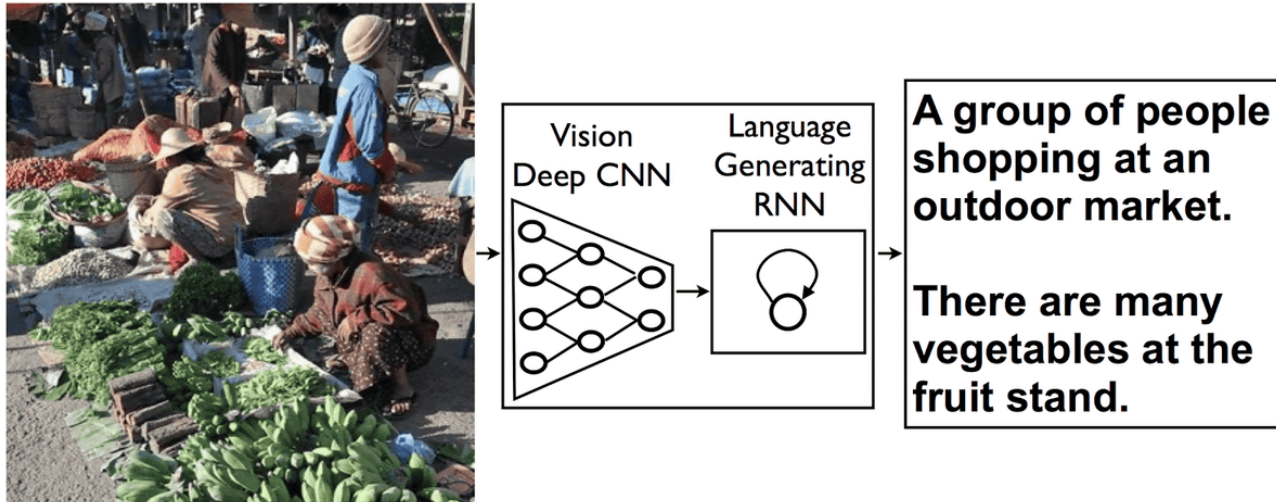 Vision
Deep CNN
Language
Generating
RNN
A group of people
shopping at an
outdoor market.
There are many
vegetables at the
fruit stand.